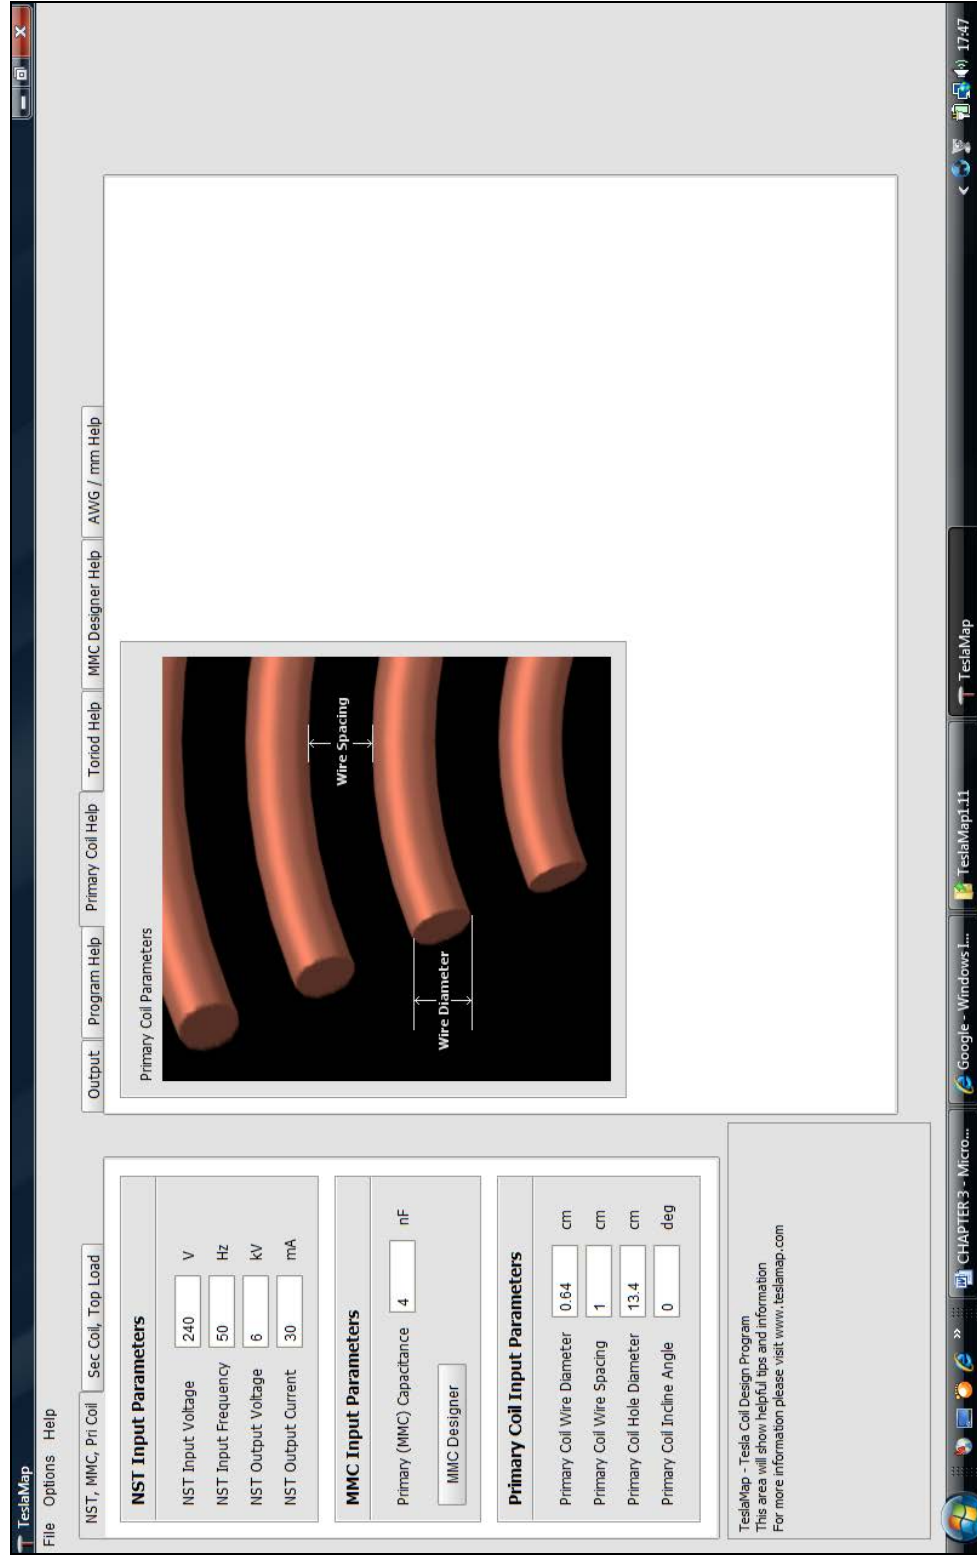 TeslaMap
File Options Help
NST, MMC, Pri Coil
Sec Coil, Top Load
NST Input Parameters
NST Input Voltage 240 V
NST Input Frequency 50 Hz
NST Output Voltage 6 kV
NST Output Current 30 mA
MMC Input Parameters
Primary (MMC) Capacitance 4 nF
MMC Designer
Primary Coil Input Parameters
Primary Coil Wire Diameter 0.64 cm
Primary Coil Wire Spacing 1 cm
Primary Coil Hole Diameter 13.4 cm
Primary Coil Incline Angle 0 deg
TeslaMap - Tesla Coil Design Program
This area will show helpful tips and information
For more information please visit www.teslamap.com
Output
Program Help
Primary Coil Help
Toriod Help
MMC Designer Help
AWG / mm Help
Primary Coil Parameters
Wire Spacing
Wire Diameter
CHAPTER 3 - Micro...
Google - Windows I...
TeslaMap1.11
TeslaMap
17:47